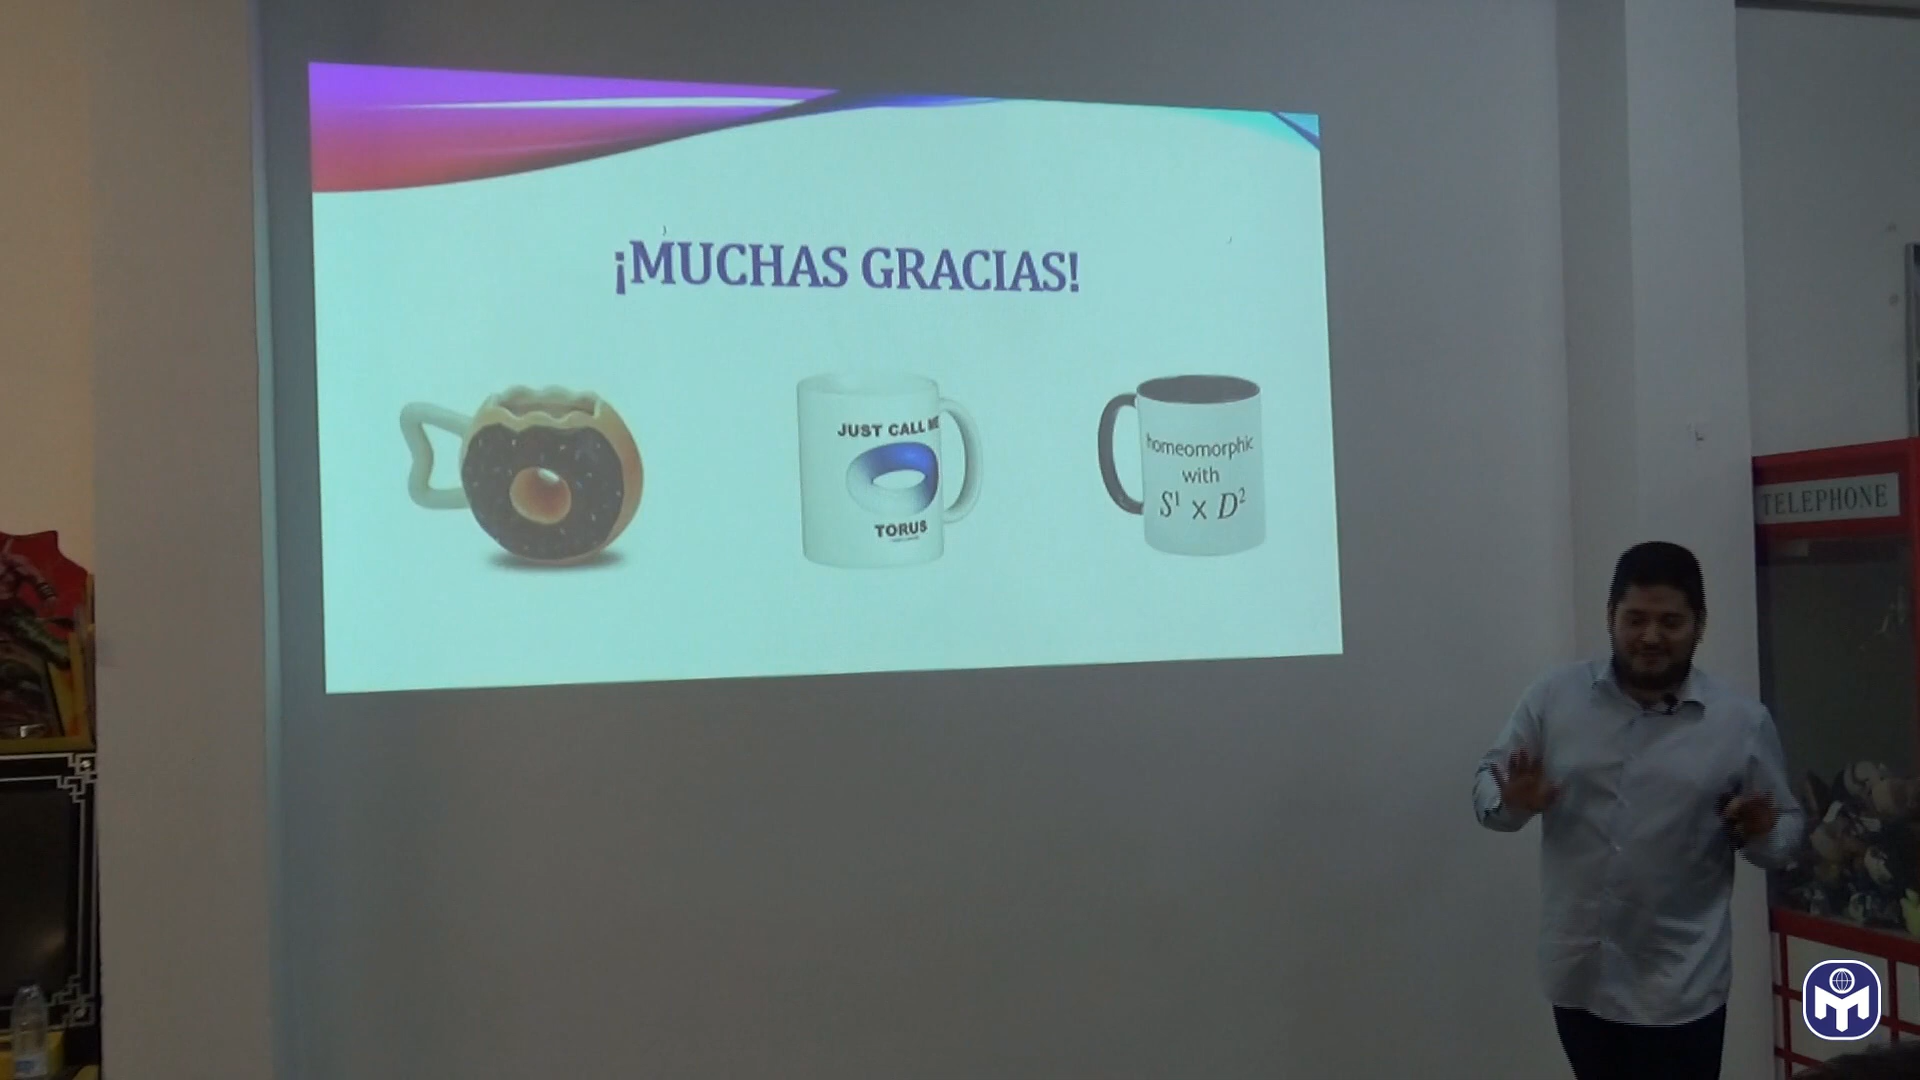 ¡MUCHAS GRACIAS!
JUST CALL ME
TORUS
homeomorphic
with
S¹ x D²
TELEPHONE